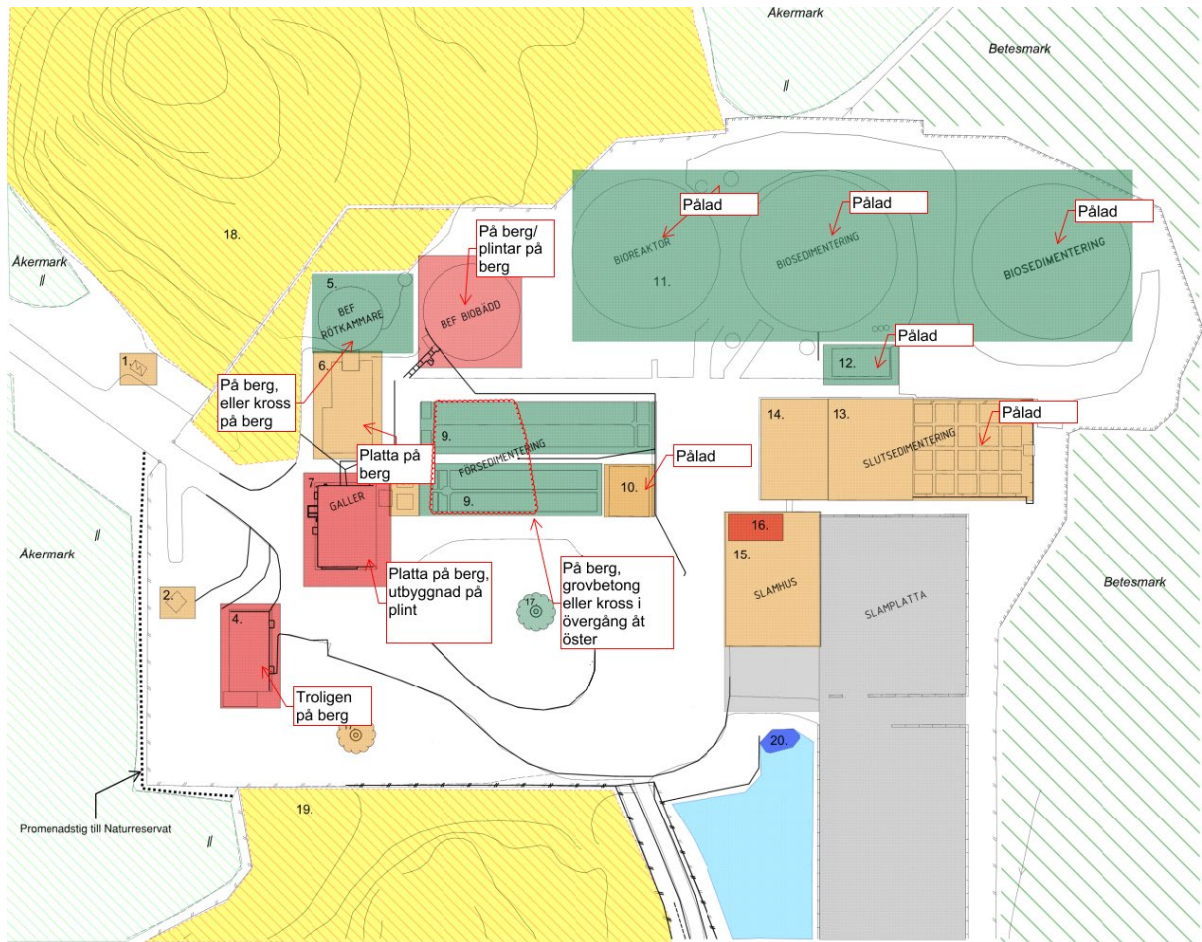 Åkermark
Betesmark
//
//
18.
Åkermark
//
Pålad
Pålad
Pålad
På berg/
plintar på
berg
BIOREAKTOR
BIOSEDIMENTERING
BIOSEDIMENTERING
11.
5.
BEF
RÖTKAMMARE
BEF BIOBÄDD
Pålad
1.
6.
12.
På berg,
eller kross
på berg
14.
13.
Pålad
9.
FÖRSEDIMENTERING
SLUTSEDIMENTERING
Platta på
berg
Pålad
7.
GALLER
9.
10.
//
Åkermark
16.
15.
SLAMHUS
Platta på berg,
utbyggnad på
plint
På berg,
grovbetong
eller kross i
övergång åt
öster
SLAMPLATTA
Betesmark
2.
17.
4.
Troligen
på berg
20.
19.
Promenadstig till Naturreservat
//